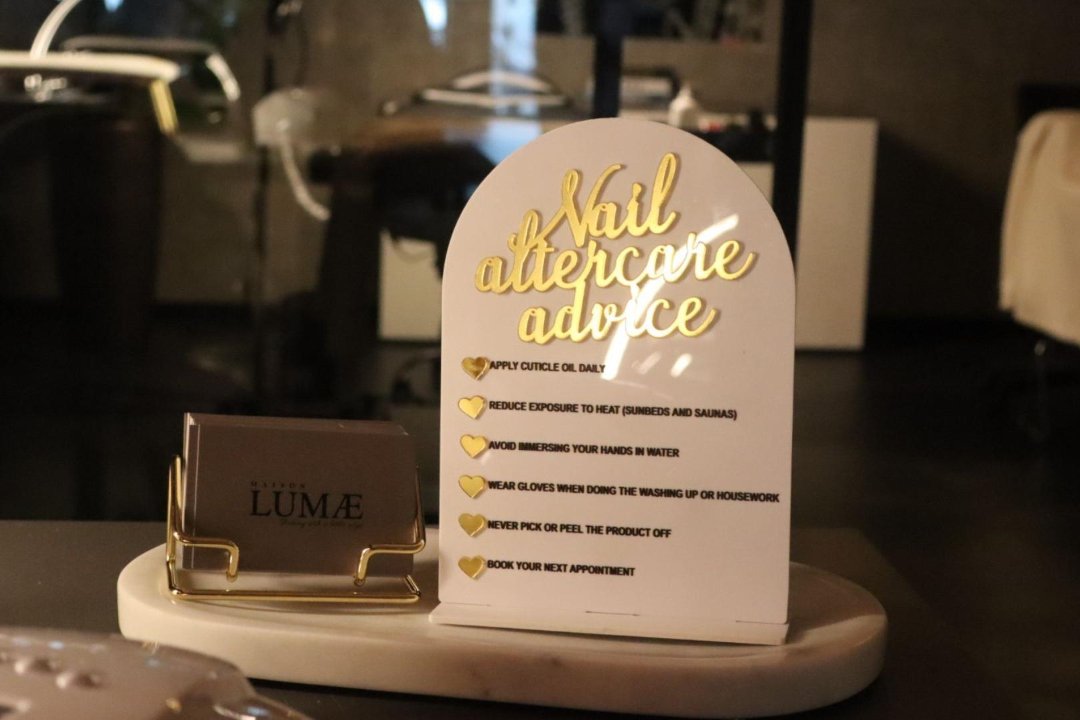 Nail
aftercare
advice
APPLY CUTICLE OIL DAILY
REDUCE EXPOSURE TO HEAT (SUNBEDS AND SAUNAS)
AVOID IMMERSING YOUR HANDS IN WATER
WEAR GLOVES WHEN DOING THE WASHING UP OR HOUSEWORK
NEVER PICK OR PEEL THE PRODUCT OFF
BOOK YOUR NEXT APPOINTMENT
MAISON
LUMÆ